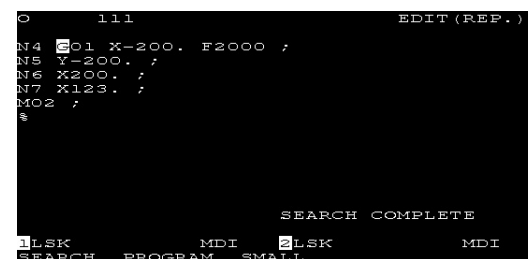 O 111 EDIT(REP.)
N4 G01 X-200. F2000 ;
N5 Y-200. ;
N6 X200. ;
N7 X123. ;
M02 ;
%
SEARCH COMPLETE
1LSK MDI 2LSK MDI
SEARCH PROGRAM SMALL